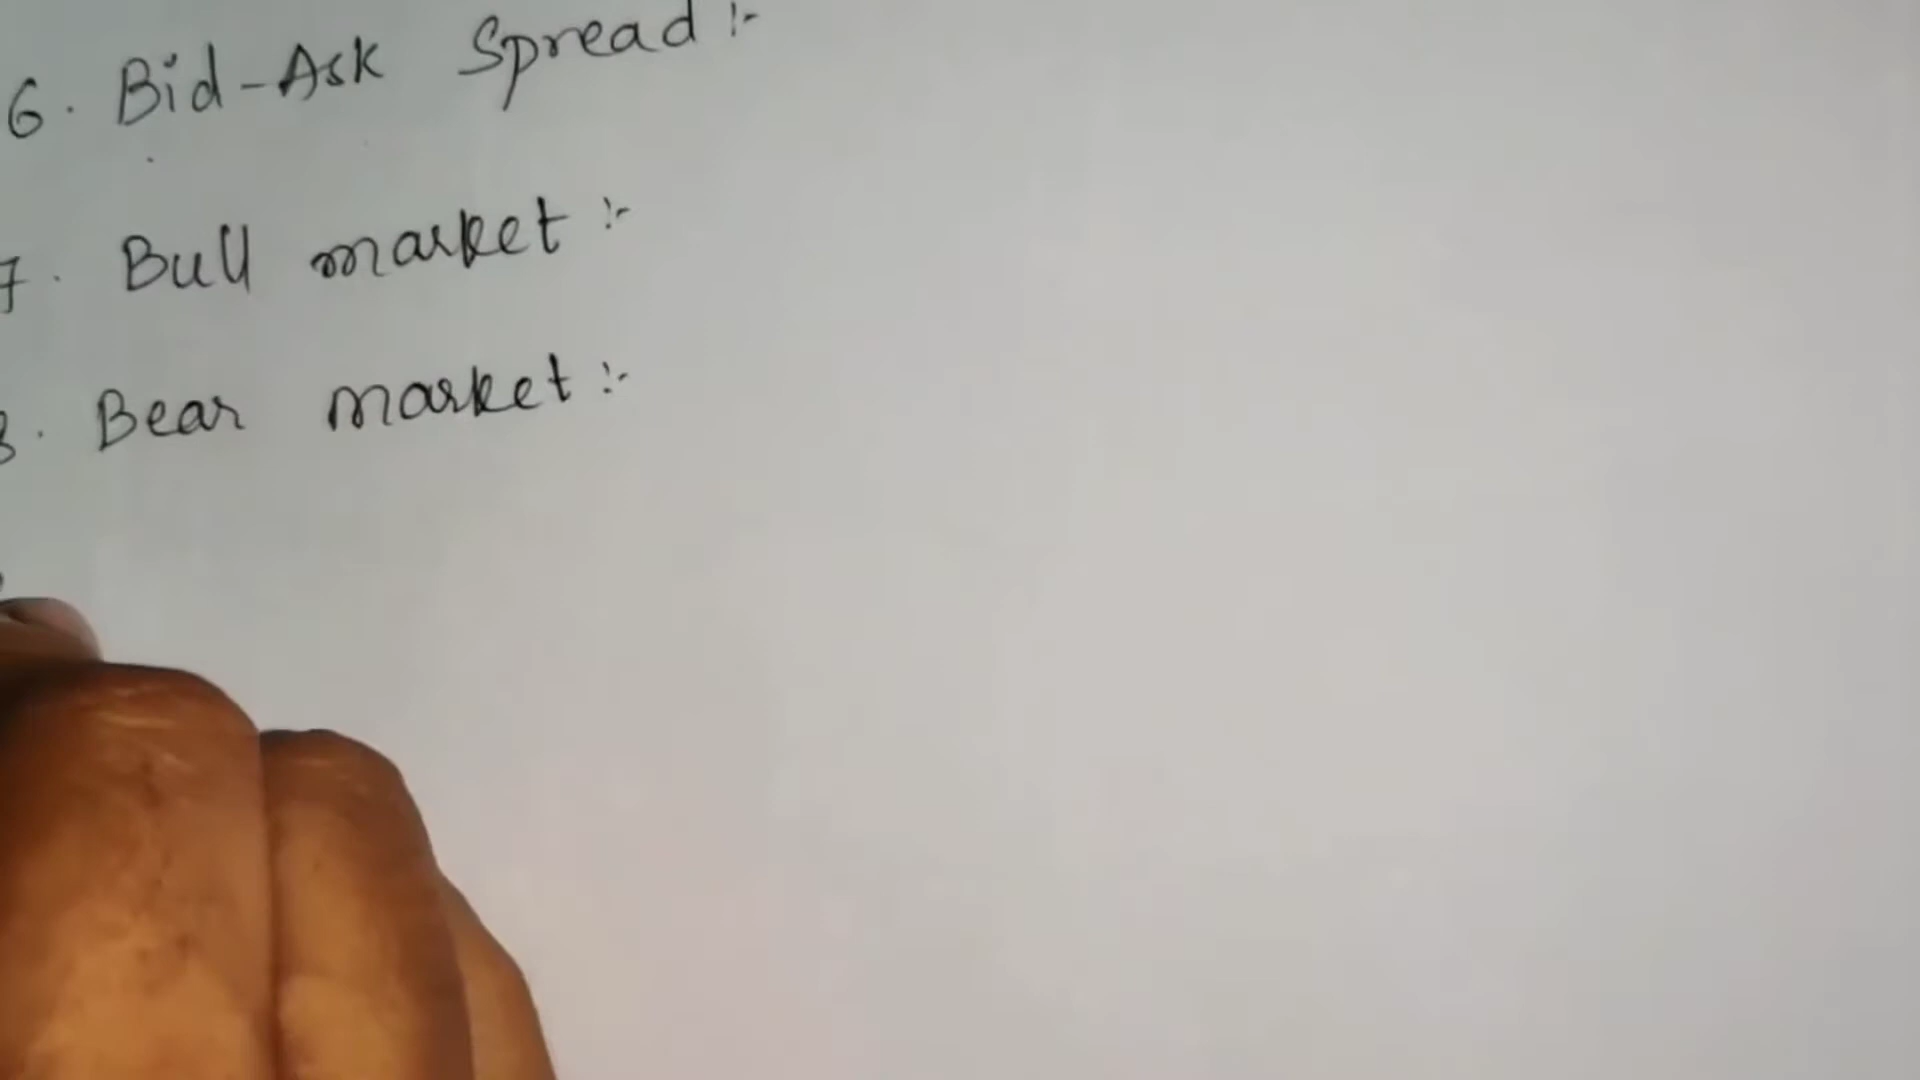 6. Bid-Ask Spread :-
7. Bull market :-
8. Bear market :-